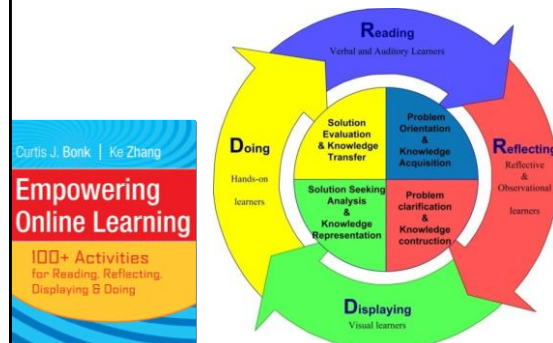 Curtis J. Bonk | Ke Zhang
Empowering
Online Learning
100+ Activities
for Reading, Reflecting,
Displaying & Doing
Reading
Verbal and Auditory Learners
Reflecting
Reflective
&
Observational
learners
Displaying
Visual learners
Doing
Hands-on
learners
Solution
Evaluation
& Knowledge
Transfer
Problem
Orientation
&
Knowledge
Acquisition
Solution Seeking
Analysis
&
Knowledge
Representation
Problem
clarification
&
Knowledge
contruction